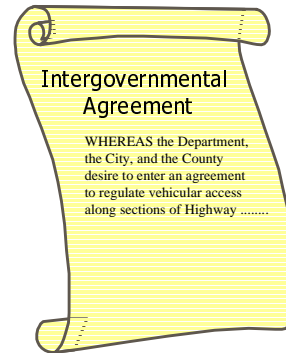 Intergovernmental
Agreement
WHEREAS the Department,
the City, and the County
desire to enter an agreement
to regulate vehicular access
along sections of Highway ........